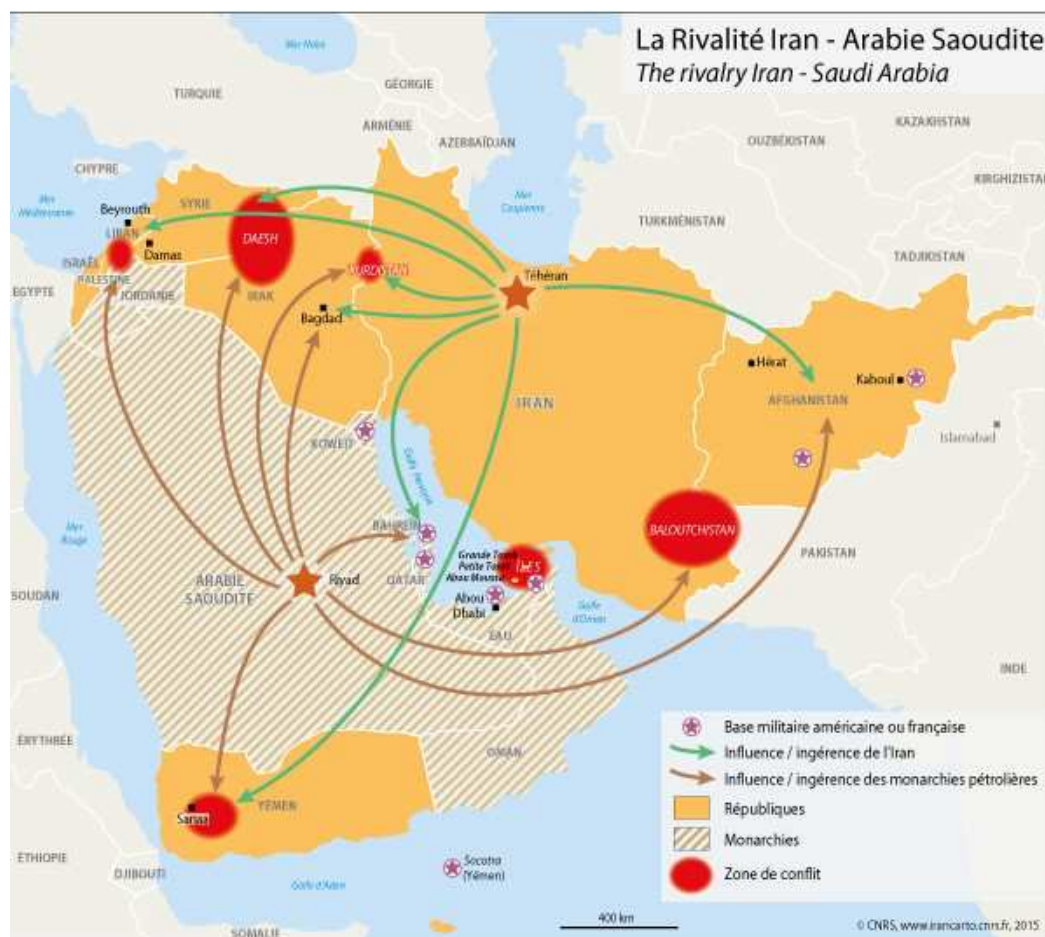 La Rivalité Iran - Arabie Saoudite
The rivalry Iran - Saudi Arabia
Mer Noire
GÉORGIE
TURQUIE
ARMÉNIE
AZERBAÏDJAN
KAZAKHSTAN
OUZBÉKISTAN
KIRGHIZISTAN
CHYPRE
Mer
Méditerranée
SYRIE
Mer
Caspienne
TURKMÉNISTAN
TADJIKISTAN
Beyrouth
LIBAN
Damas
DAESH
ISRAËL
PALESTINE
KURDISTAN
Téhéran
EGYPTE
JORDANIE
IRAK
Bagdad
Hérat
Kaboul
IRAN
AFGHANISTAN
Islamabad
KOWEÏT
Golfe Persique
BAHREIN
BALOUTCHISTAN
Mer
Rouge
PAKISTAN
Grande Tomb
Petite Tomb
Abou Moussa
ÎLES
ARABIE
SAOUDITE
Riyad
QATAR
Abou
Dhabi
SOUDAN
Golfe
d'Oman
EAU
INDE
OMAN
ÉRYTHRÉE
Base militaire américaine ou française
Influence / ingérence de l'Iran
Influence / ingérence des monarchies pétrolières
Républiques
Monarchies
Zone de conflit
Sanaa
YÉMEN
ÉTHIOPIE
DJIBOUTI
Golfe d'Aden
Socotra
(Yémen)
SOMALIE
400 km
© CNRS, www.irancarto.cnrs.fr, 2015